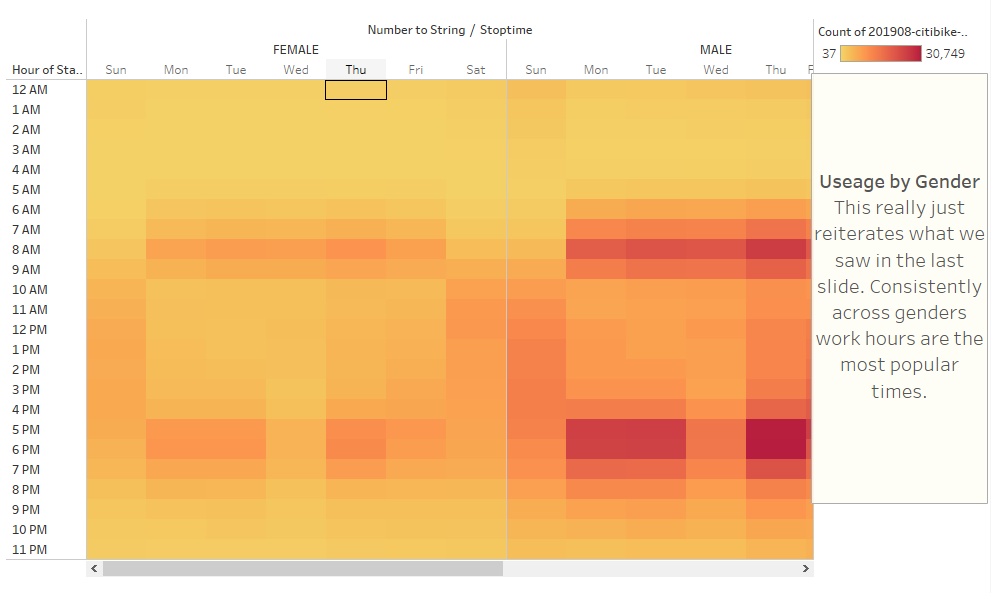 Number to String / Stoptime
FEMALE MALE
Hour of Sta.. Sun Mon Tue Wed Thu Fri Sat Sun Mon Tue Wed Thu F
12 AM
1 AM
2 AM
3 AM
4 AM
5 AM
6 AM
7 AM
8 AM
9 AM
10 AM
11 AM
12 PM
1 PM
2 PM
3 PM
4 PM
5 PM
6 PM
7 PM
8 PM
9 PM
10 PM
11 PM
Count of 201908-citibike-..
37 30,749
Useage by Gender
This really just
reiterates what we
saw in the last
slide. Consistently
across genders
work hours are the
most popular
times.